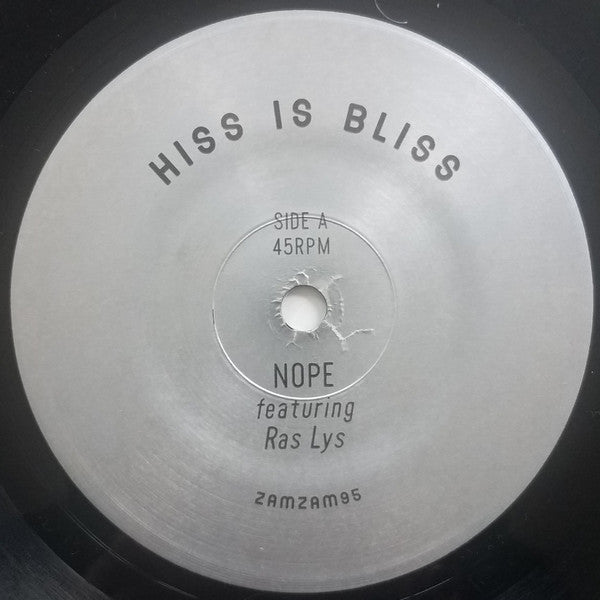 HISS IS BLISS
SIDE A
45RPM
NOPE
featuring
Ras Lys
ZAMZAM95